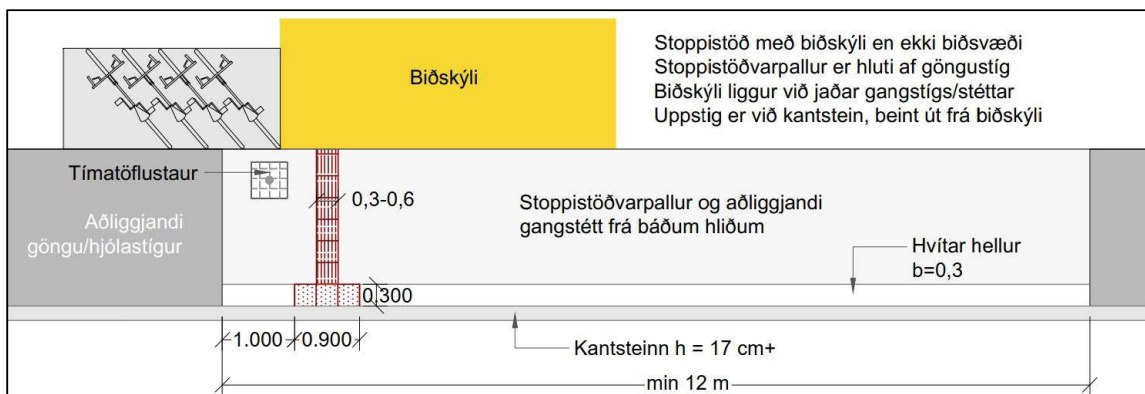 Biðskýli
Stoppistöð með biðskýli en ekki biðsvæði
Stoppistöðvarpallur er hluti af göngustíg
Biðskýli liggur við jaðar gangstígs/stéttar
Uppstig er við kantstein, beint út frá biðskýli
Tímatöflustaur
Aðliggjandi
göngu/hjólastígur
0,3-0,6
Stoppistöðvarpallur og aðliggjandi
gangstétt frá báðum hliðum
Hvítar hellur
b=0,3
0,300
1.000
0.900
Kantsteinn h = 17 cm+
min 12 m